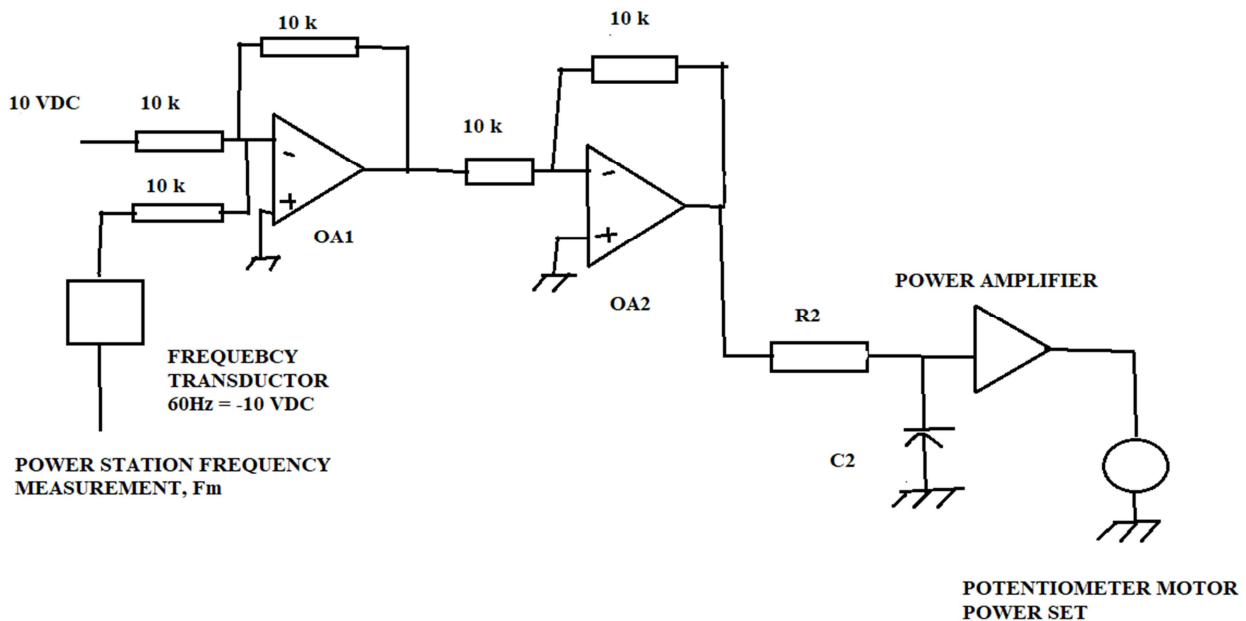 10 k
10 k
10 VDC
10 k
10 k
10 k
-
+
OA1
-
+
OA2
POWER AMPLIFIER
R2
FREQUEBCY
TRANSDUCTOR
60Hz = -10 VDC
C2
POWER STATION FREQUENCY
MEASUREMENT, Fm
POTENTIOMETER MOTOR
POWER SET